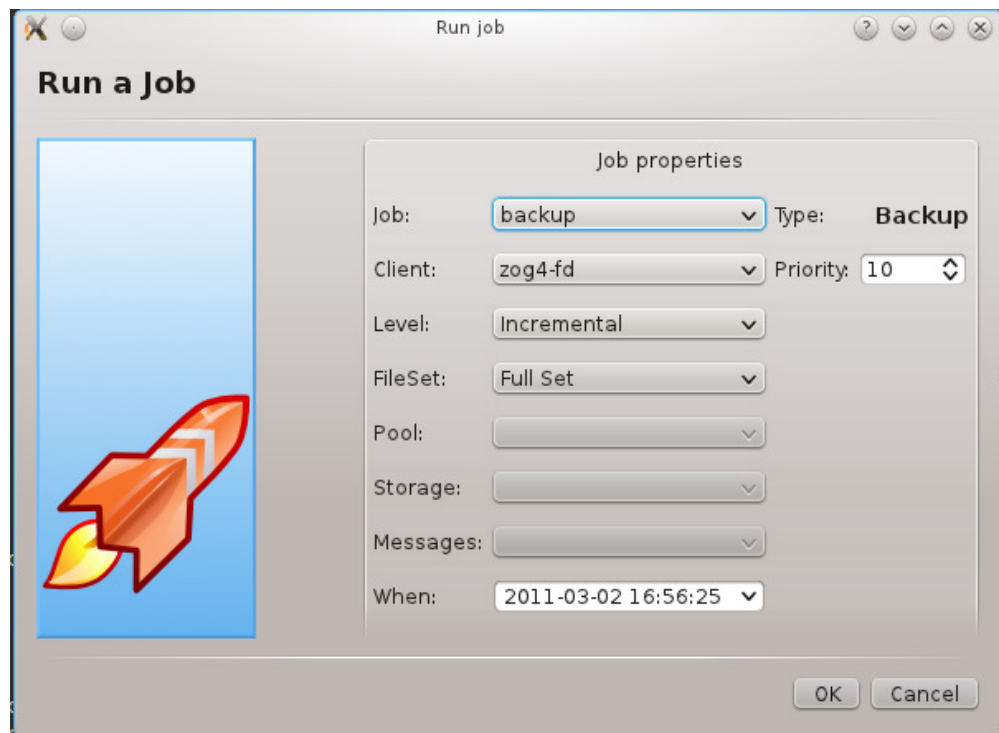 Run job
Run a Job
Job properties
Job: backup Type: Backup
Client: zog4-fd Priority: 10
Level: Incremental
FileSet: Full Set
Pool:
Storage:
Messages:
When: 2011-03-02 16:56:25
OK Cancel